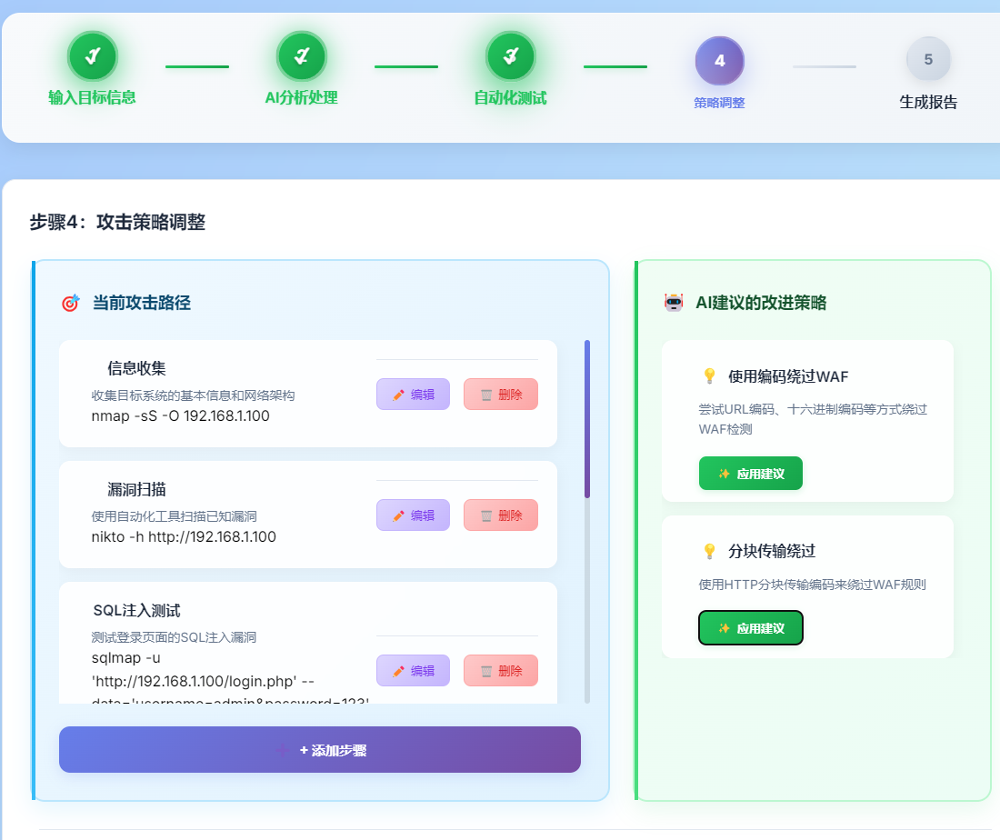 1
2
3
4
5
输入目标信息
AI分析处理
自动化测试
策略调整
生成报告
步骤4：攻击策略调整
当前攻击路径
信息收集
收集目标系统的基本信息和网络架构
nmap -sS -O 192.168.1.100
编辑
删除
漏洞扫描
使用自动化工具扫描已知漏洞
nikto -h http://192.168.1.100
编辑
删除
SQL注入测试
测试登录页面的SQL注入漏洞
sqlmap -u
'http://192.168.1.100/login.php' --
data='username=admin&password=123'
编辑
删除
+ 添加步骤
AI建议的改进策略
使用编码绕过WAF
尝试URL编码、十六进制编码等方式绕过
WAF检测
应用建议
分块传输绕过
使用HTTP分块传输编码来绕过WAF规则
应用建议